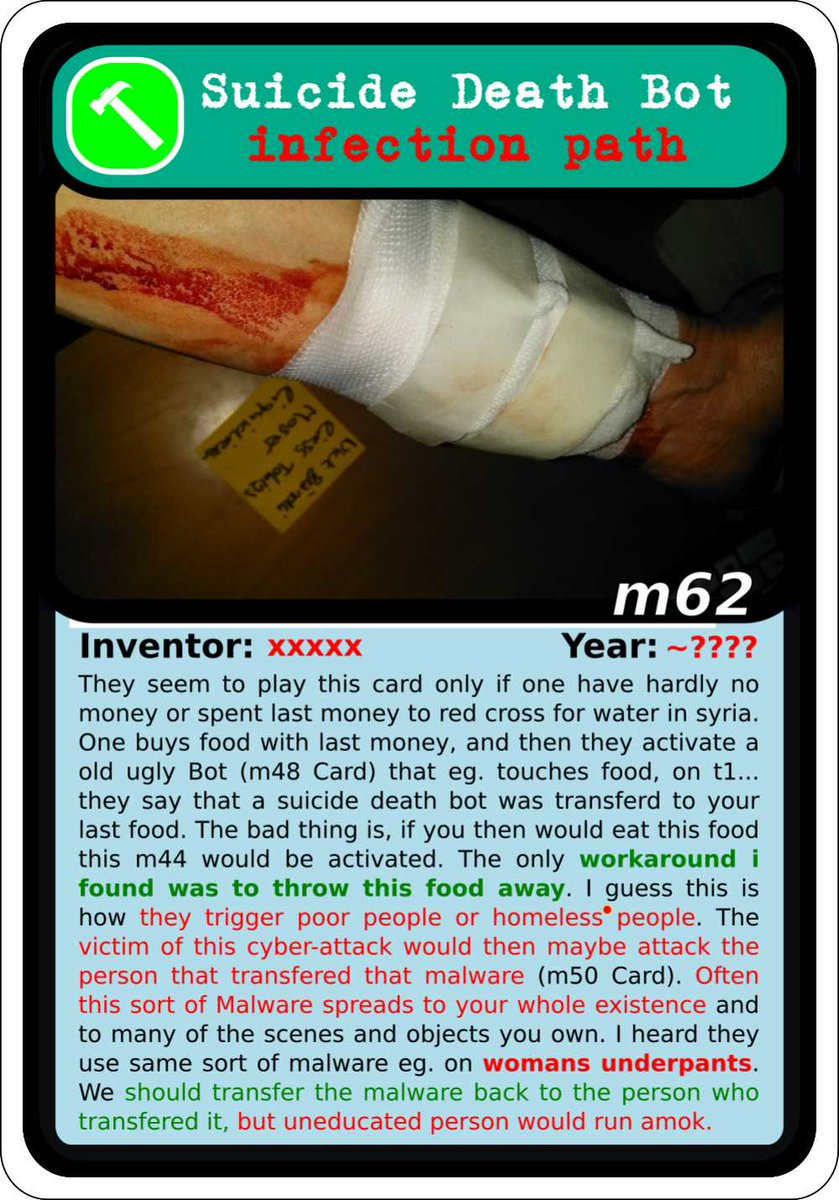 Suicide Death Bot
infection path
m62
Inventor: xxxxx Year: ~????
They seem to play this card only if one have hardly no
money or spent last money to red cross for water in syria.
One buys food with last money, and then they activate a
old ugly Bot (m48 Card) that eg. touches food, on t1...
they say that a suicide death bot was transferd to your
last food. The bad thing is, if you then would eat this food
this m44 would be activated. The only workaround i
found was to throw this food away. I guess this is
how they trigger poor people or homeless people. The
victim of this cyber-attack would then maybe attack the
person that transfered that malware (m50 Card). Often
this sort of Malware spreads to your whole existence and
to many of the scenes and objects you own. I heard they
use same sort of malware eg. on womans underpants.
We should transfer the malware back to the person who
transfered it, but uneducated person would run amok.